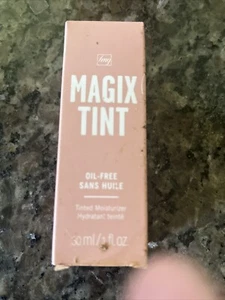 MAGIX
TINT
OIL-FREE
SANS HUILE
Tinted Moisturizer
Hydratant teinté
30 ml/1 fl. oz